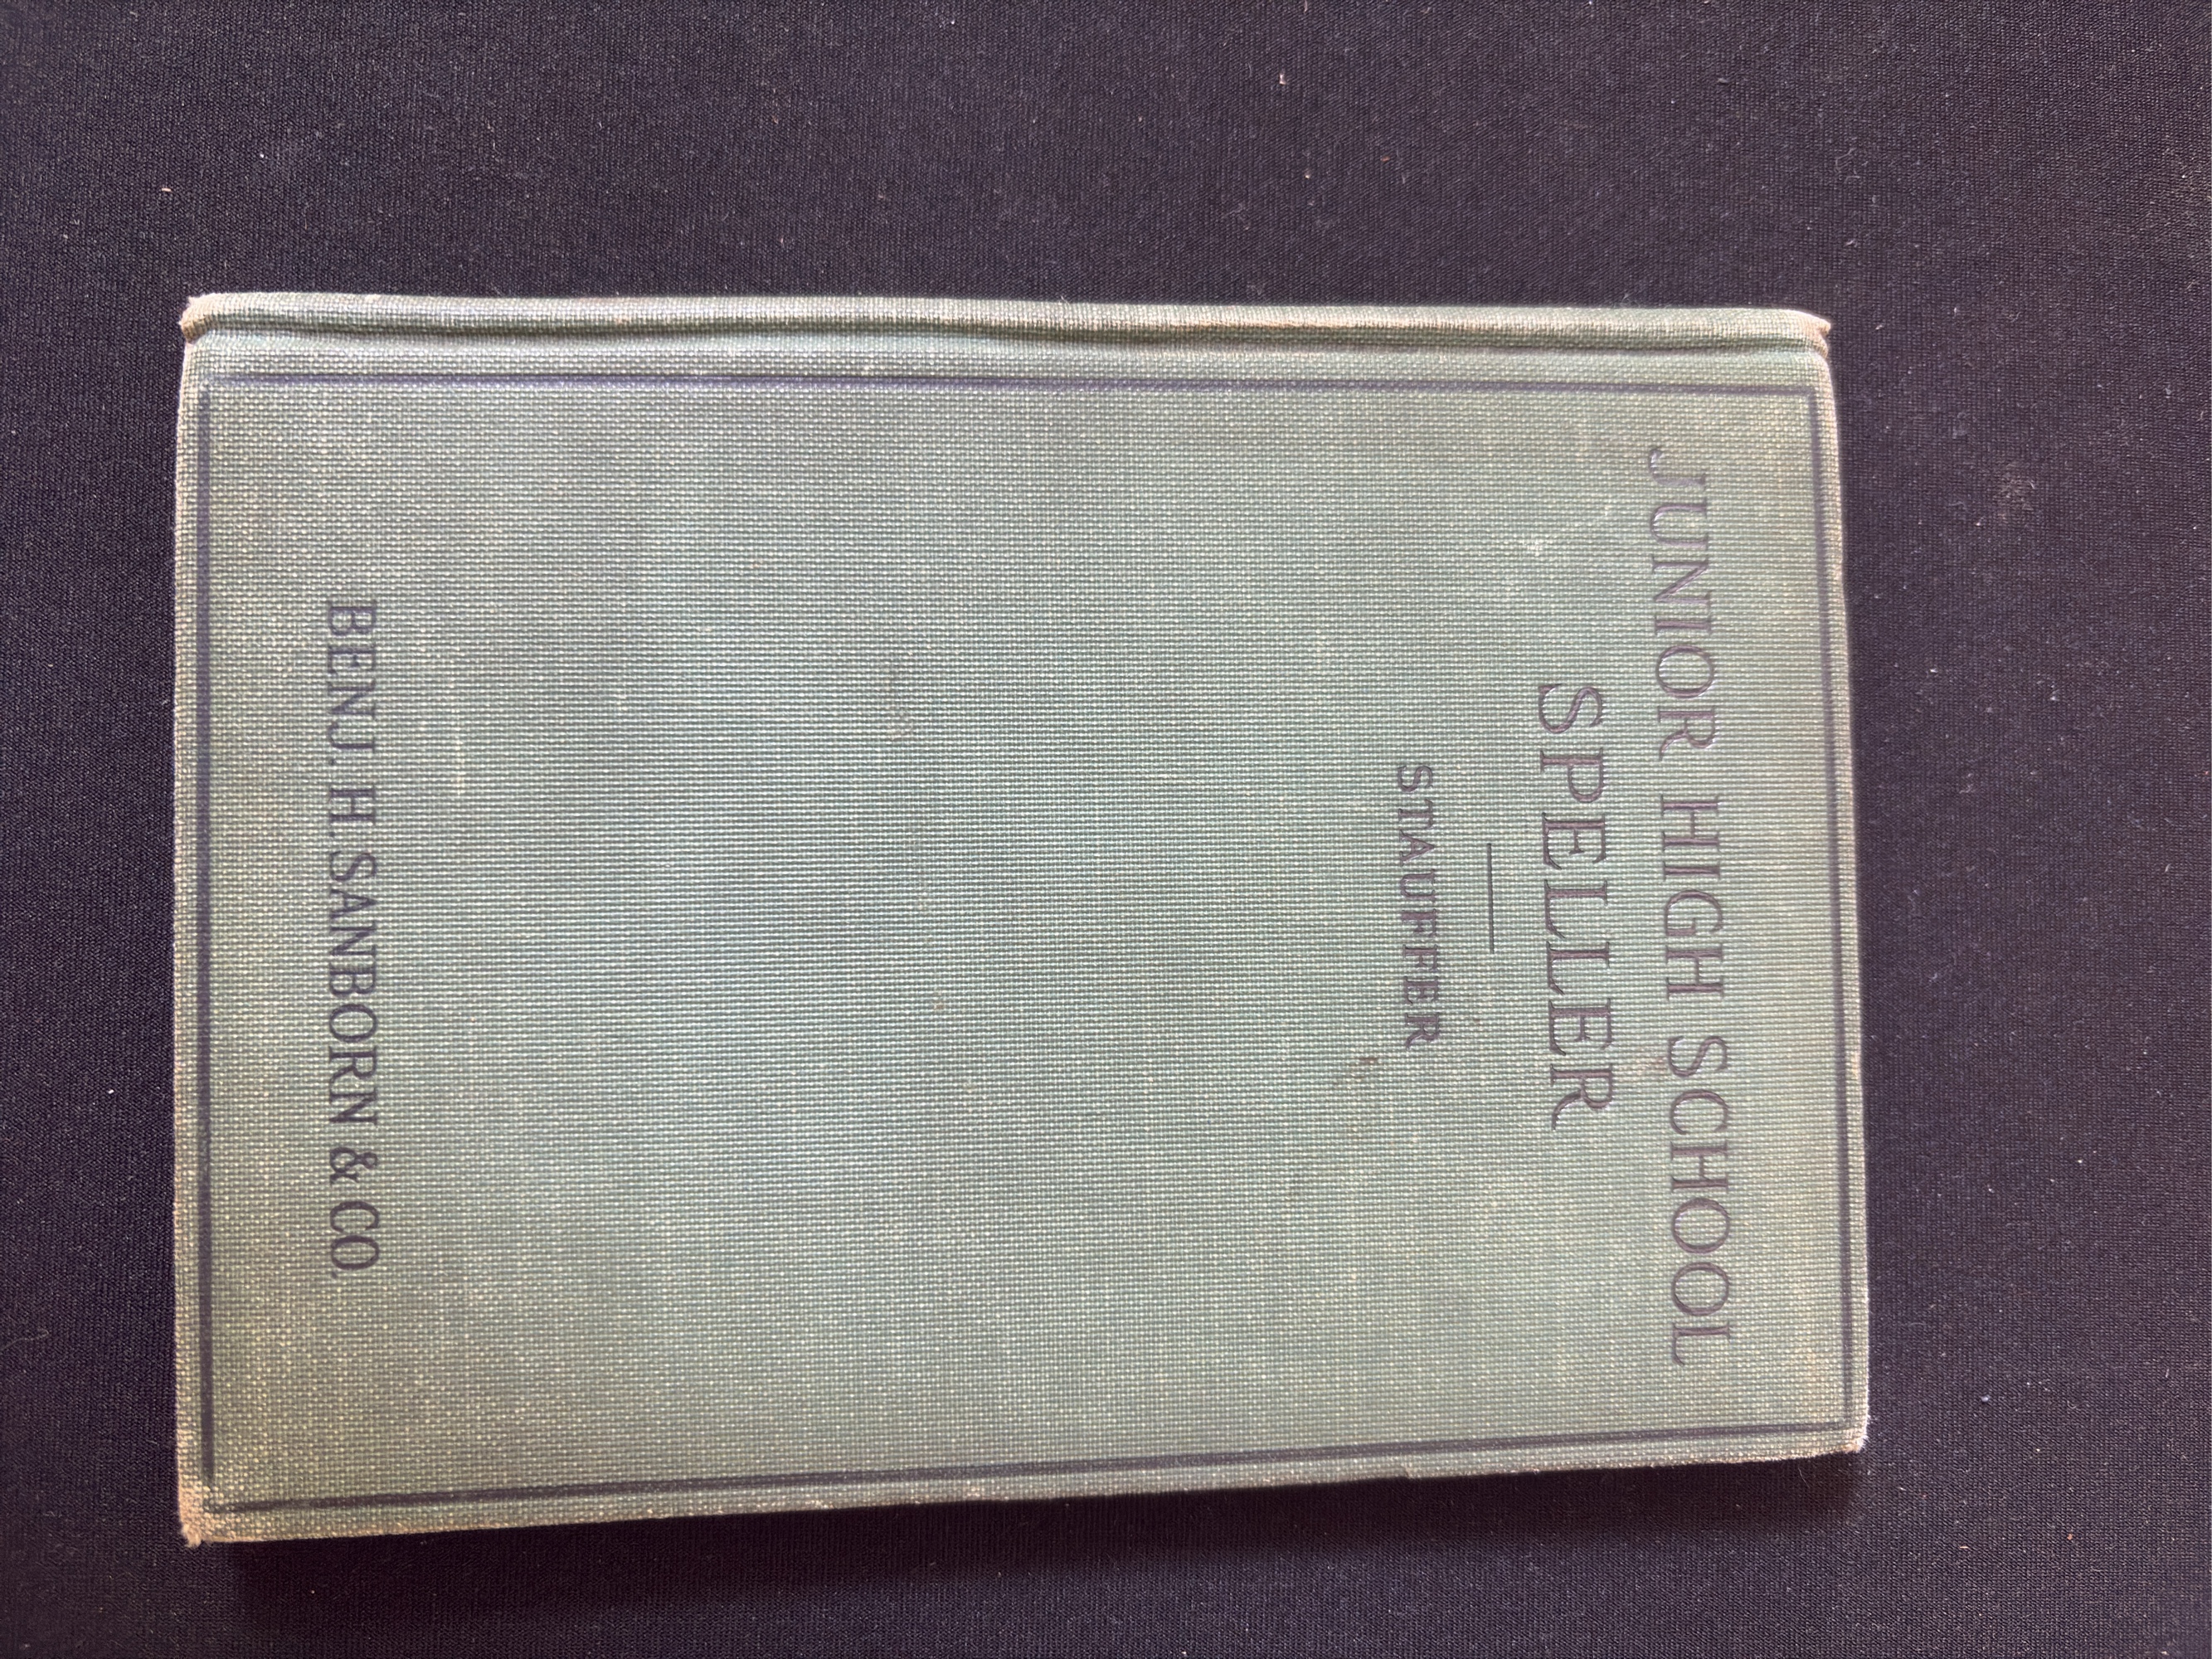 JUNIOR HIGH SCHOOL
SPELLER
STAUFFER
BENJ. H. SANBORN & CO.